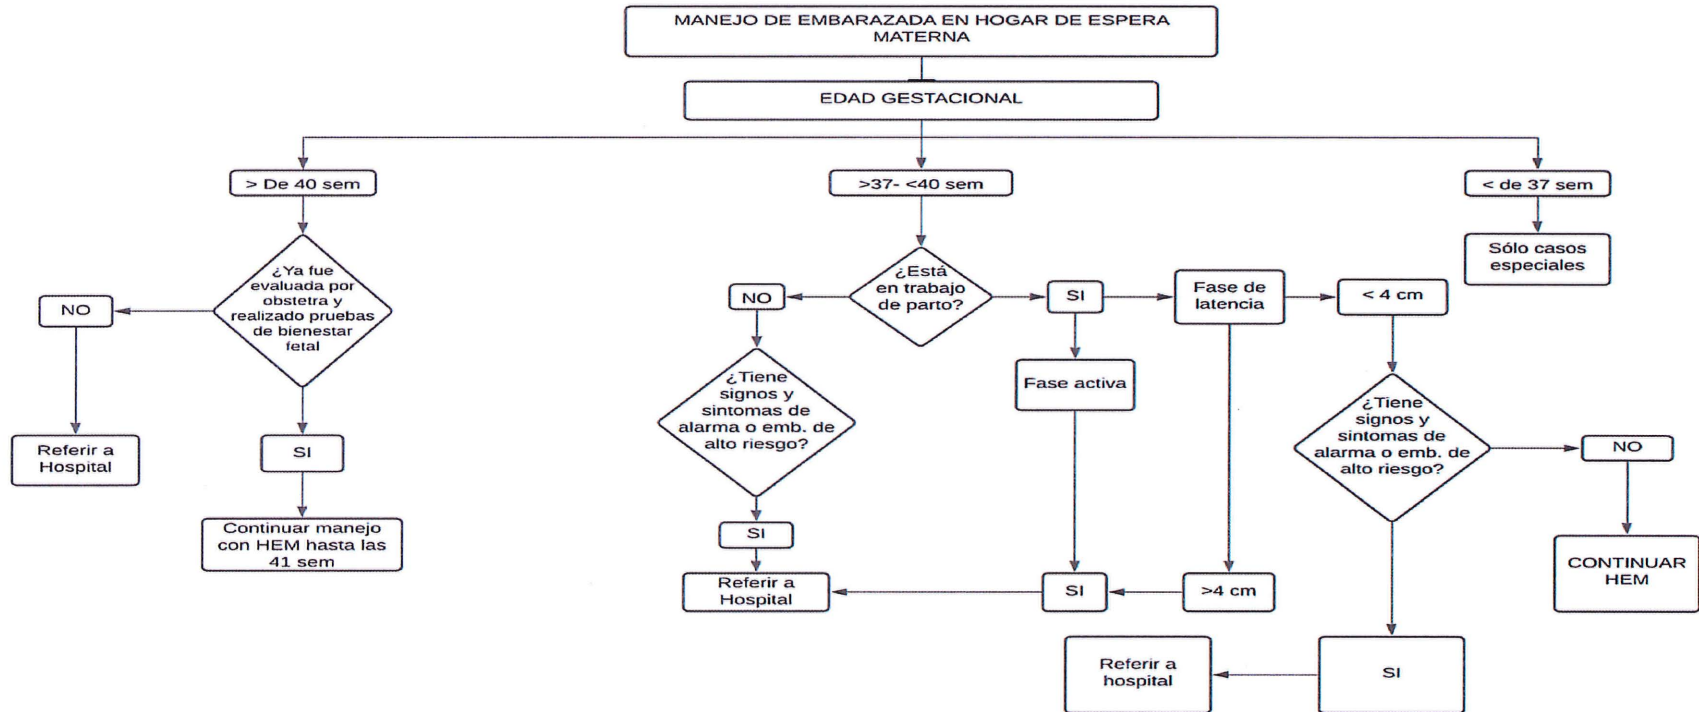 MANEJO DE EMBARAZADA EN HOGAR DE ESPERA
MATERNA
EDAD GESTACIONAL
> De 40 sem
>37- <40 sem
< de 37 sem
¿Ya fue
evaluada por
obstetra y
realizado pruebas
de bienestar
fetal
NO
Referir a
Hospital
SI
Continuar manejo
con HEM hasta las
41 sem
¿Está
en trabajo
de parto?
NO
SI
Fase de
latencia
< 4 cm
Sólo casos
especiales
¿Tiene
signos y
sintomas de
alarma o emb. de
alto riesgo?
Fase activa
¿Tiene
signos y
sintomas de
alarma o emb. de
alto riesgo?
NO
SI
Referir a
Hospital
SI
>4 cm
CONTINUAR
HEM
Referir a
hospital
SI